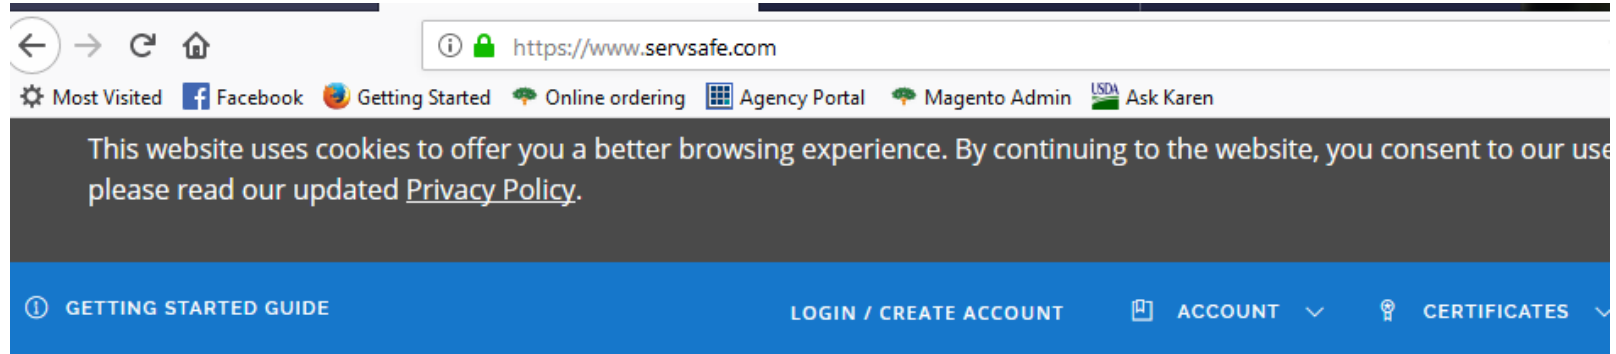 https://www.servsafe.com
Most Visited Facebook Getting Started Online ordering Agency Portal Magento Admin USDA Ask Karen
This website uses cookies to offer you a better browsing experience. By continuing to the website, you consent to our use
please read our updated Privacy Policy.
GETTING STARTED GUIDE LOGIN / CREATE ACCOUNT ACCOUNT CERTIFICATES